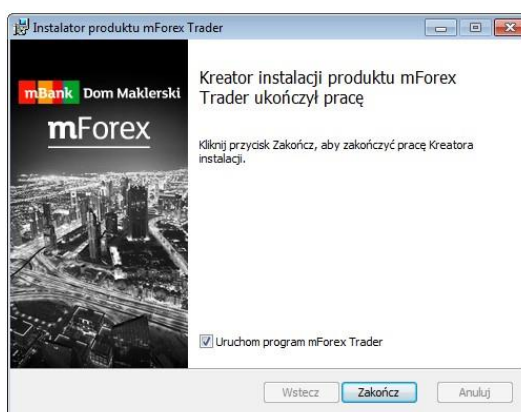 Instalator produktu mForex Trader
mBank Dom Maklerski
mForex
Kreator instalacji produktu mForex
Trader ukończył pracę
Kliknij przycisk Zakończ, aby zakończyć pracę Kreatora
instalacji.
Uruchom program mForex Trader
Wstecz Zakończ Anuluj